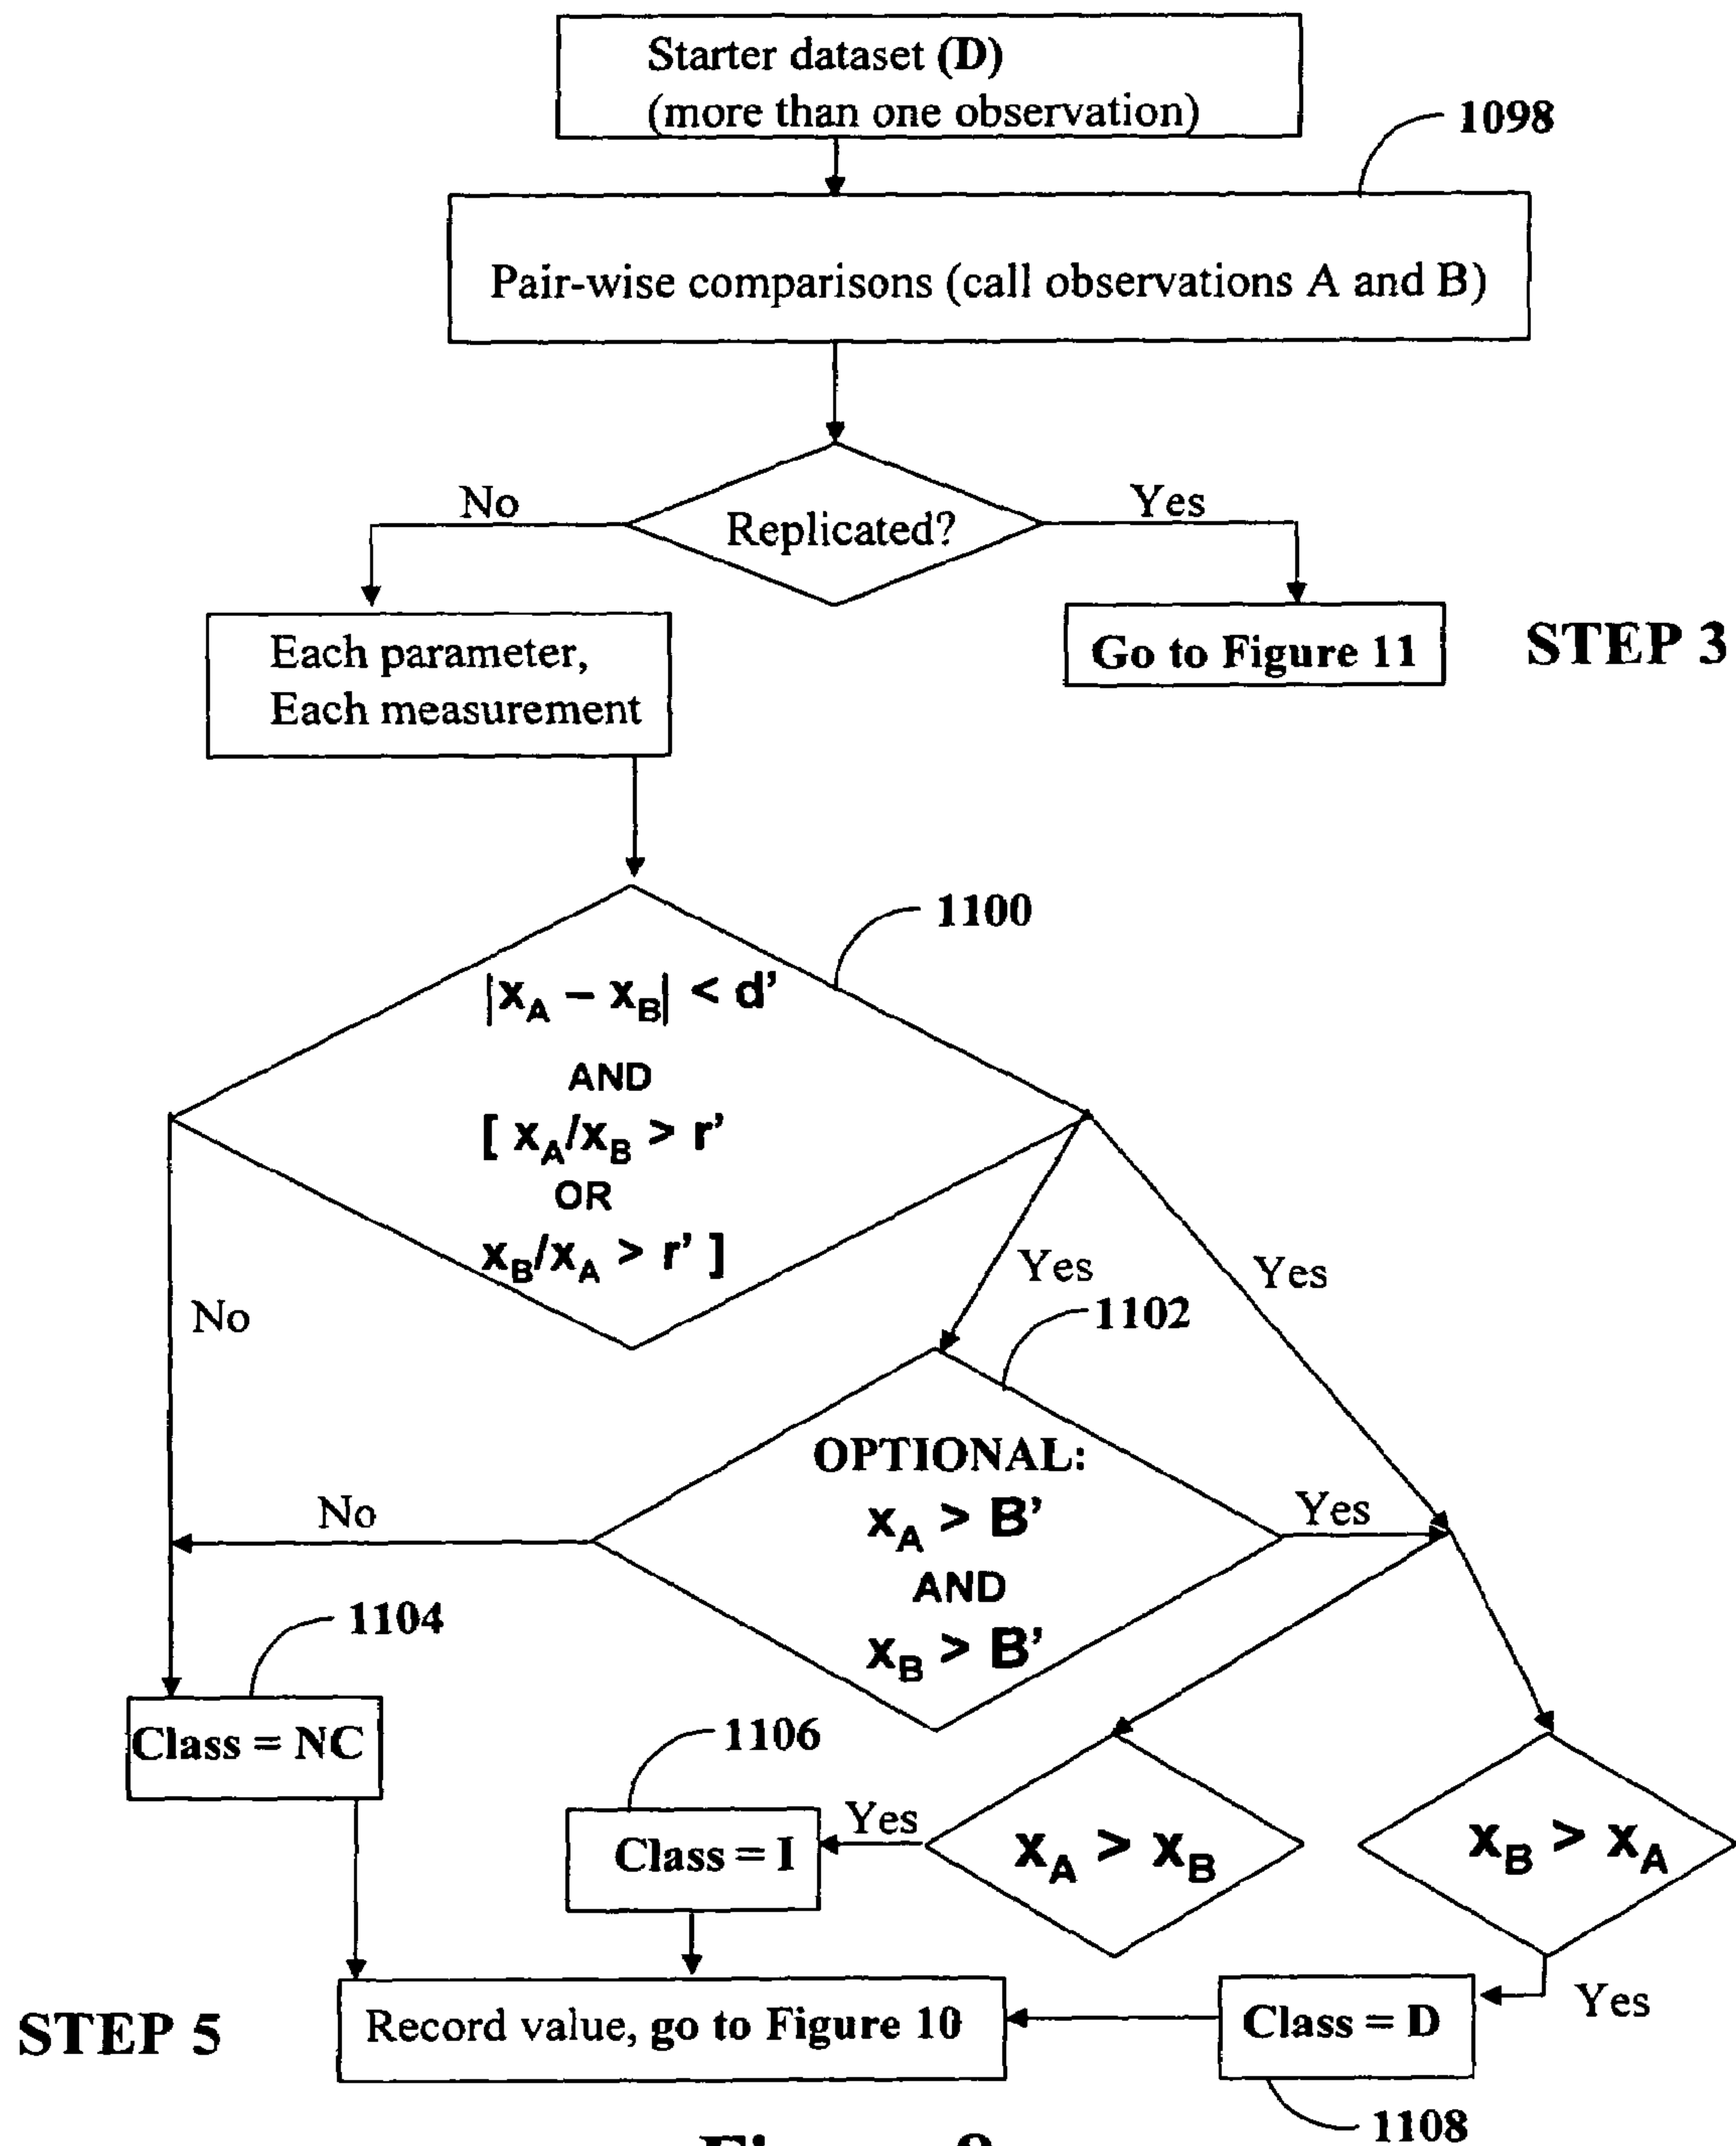 Starter dataset (D)
(more than one observation)
1098
Pair-wise comparisons (call observations A and B)
No
Yes
Replicated?
Each parameter,
Each measurement
Go to Figure 11
STEP 3
1100
|xA – xB| < d'
AND
[ xA/xB > r'
OR
xB/xA > r' ]
Yes
Yes
No
1102
OPTIONAL:
xA > B'
AND
xB > B'
No
Yes
1104
Class = NC
1106
Class = I
Yes
xA > xB
xB > xA
STEP 5
Record value, go to Figure 10
Class = D
Yes
1108